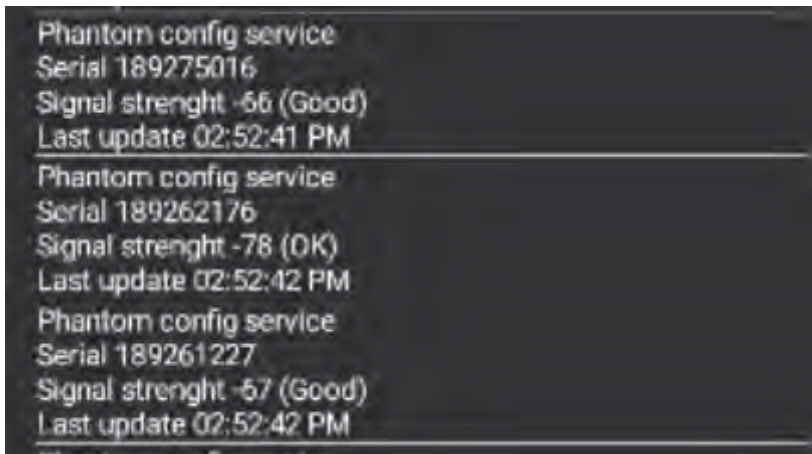 Phantom config service
Serial 189275016
Signal strenght -66 (Good)
Last update 02:52:41 PM
Phantom config service
Serial 189262176
Signal strenght -78 (OK)
Last update 02:52:42 PM
Phantom config service
Serial 189261227
Signal strenght -67 (Good)
Last update 02:52:42 PM